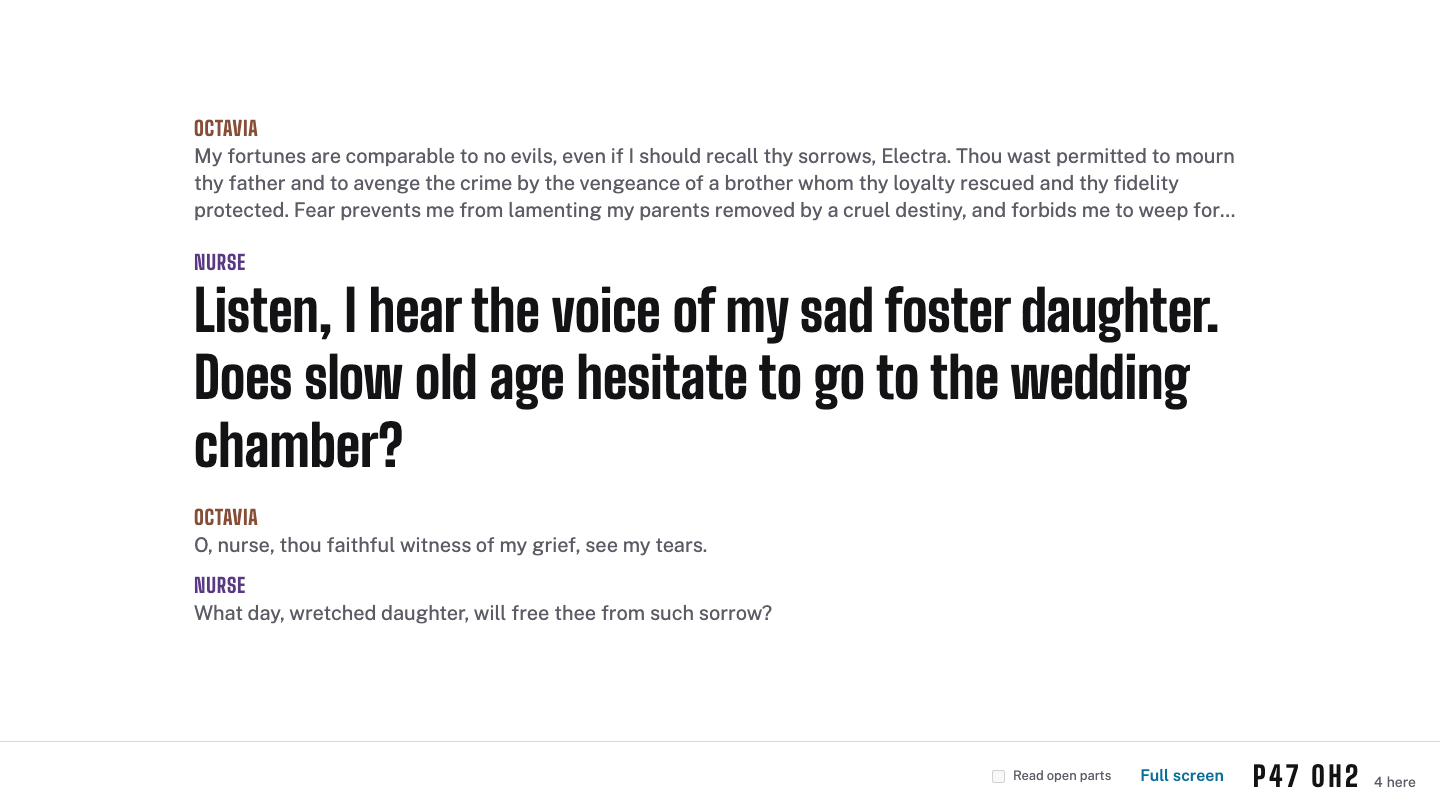 OCTAVIA
My fortunes are comparable to no evils, even if I should recall thy sorrows, Electra. Thou wast permitted to mourn
thy father and to avenge the crime by the vengeance of a brother whom thy loyalty rescued and thy fidelity
protected. Fear prevents me from lamenting my parents removed by a cruel destiny, and forbids me to weep for…
NURSE
Listen, I hear the voice of my sad foster daughter.
Does slow old age hesitate to go to the wedding
chamber?
OCTAVIA
O, nurse, thou faithful witness of my grief, see my tears.
NURSE
What day, wretched daughter, will free thee from such sorrow?
Read open parts Full screen P47 0H2 4 here